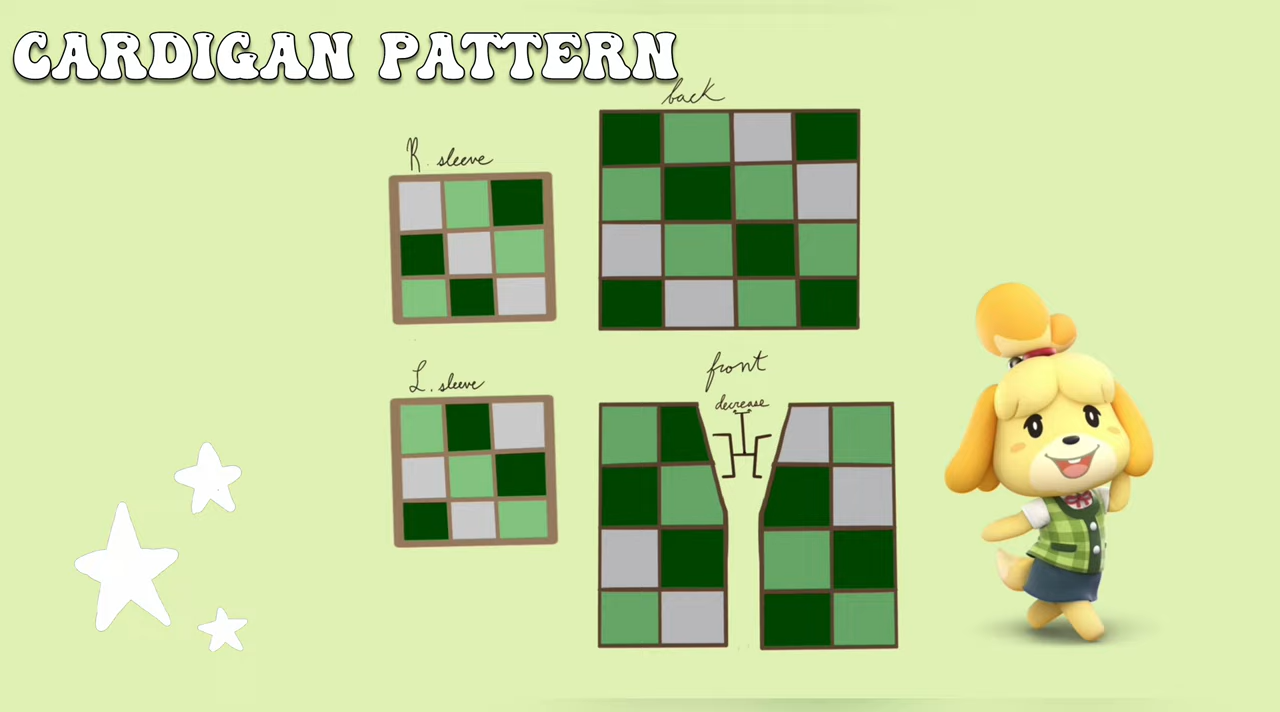 CARDIGAN PATTERN
back
R. sleeve
L. sleeve
front
decrease